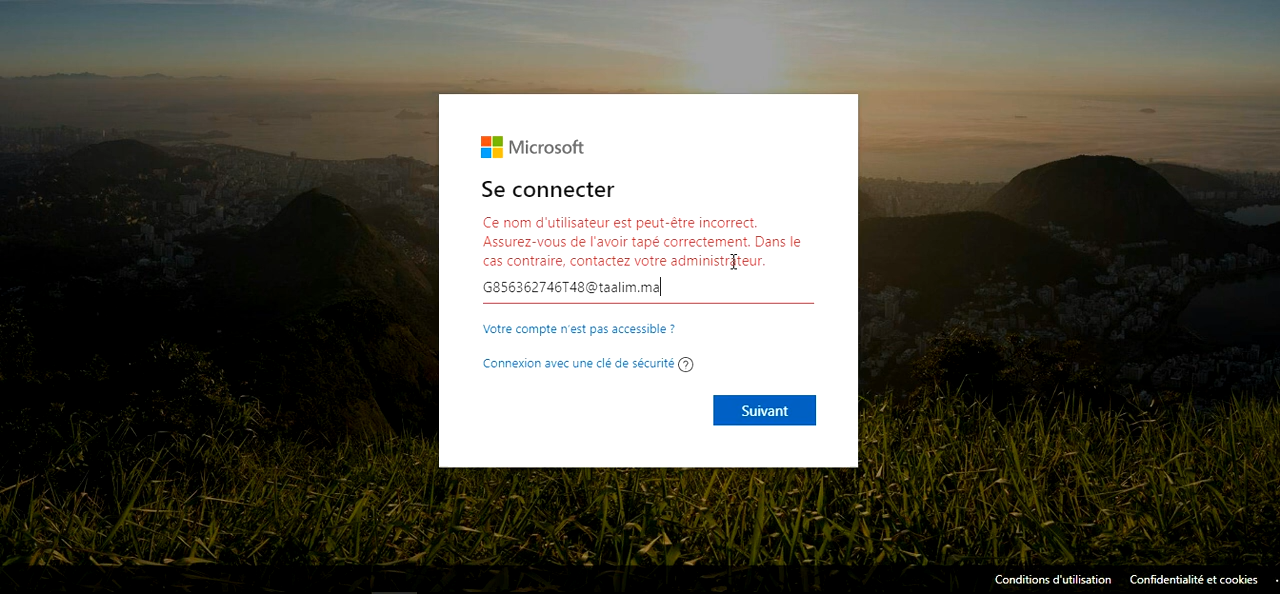 Microsoft
Se connecter
Ce nom d'utilisateur est peut-être incorrect.
Assurez-vous de l'avoir tapé correctement. Dans le
cas contraire, contactez votre administrateur.
G856362746T48@taalim.ma
Votre compte n'est pas accessible ?
Connexion avec une clé de sécurité ?
Suivant
Conditions d'utilisation Confidentialité et cookies